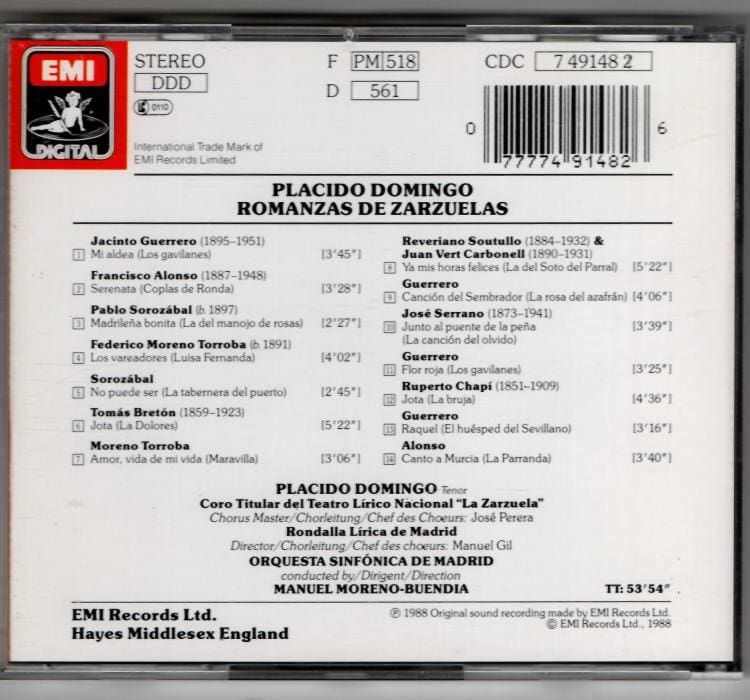 EMI
DIGITAL
STEREO
DDD
0110
International Trade Mark of
EMI Records Limited
F PM 518
D 561
CDC 7 49148 2
0 77774 91482 6
PLACIDO DOMINGO
ROMANZAS DE ZARZUELAS
Jacinto Guerrero (1895-1951)
1 Mi aldea (Los gavilanes) [3'45"]
Francisco Alonso (1887-1948)
2 Serenata (Coplas de Ronda) [3'28"]
Pablo Sorozábal (b. 1897)
3 Madrileña bonita (La del manojo de rosas) [2'27"]
Federico Moreno Torroba (b. 1891)
4 Los vareadores (Luisa Fernanda) [4'02"]
Sorozábal
5 No puede ser (La tabernera del puerto) [2'45"]
Tomás Bretón (1859-1923)
6 Jota (La Dolores) [5'22"]
Moreno Torroba
7 Amor, vida de mi vida (Maravilla) [3'06"]
Reveriano Soutullo (1884-1932) &
Juan Vert Carbonell (1890-1931)
8 Ya mis horas felices (La del Soto del Parral) [5'22"]
Guerrero
9 Canción del Sembrador (La rosa del azafrán) [4'06"]
José Serrano (1873-1941)
10 Junto al puente de la peña [3'39"]
(La canción del olvido)
Guerrero
11 Flor roja (Los gavilanes) [3'25"]
Ruperto Chapí (1851-1909)
12 Jota (La bruja) [4'36"]
Guerrero
13 Raquel (El huésped del Sevillano) [3'16"]
Alonso
14 Canto a Murcia (La Parranda) [3'40"]
PLACIDO DOMINGO Tenor
Coro Titular del Teatro Lírico Nacional "La Zarzuela"
Chorus Master/Chorleitung/Chef des Choeurs: José Perera
Rondalla Lírica de Madrid
Director/Chorleitung/Chef des choeurs: Manuel Gil
ORQUESTA SINFÓNICA DE MADRID
conducted by/Dirigent/Direction
MANUEL MORENO-BUENDIA
TT: 53'54"
EMI Records Ltd.
Hayes Middlesex England
℗ 1988 Original sound recording made by EMI Records Ltd.
© EMI Records Ltd., 1988